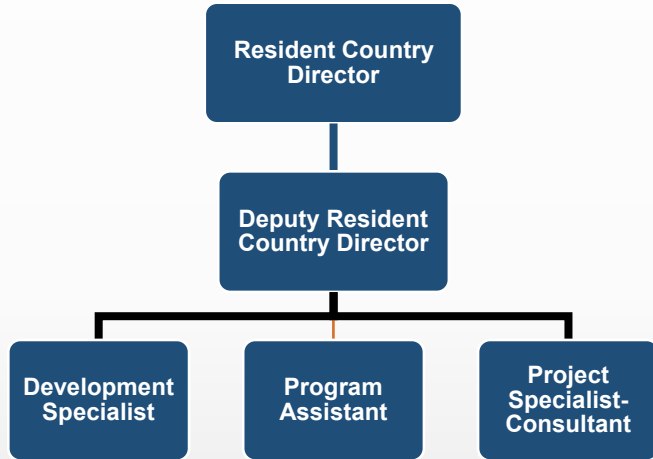 Resident Country
Director
Deputy Resident
Country Director
Development
Specialist
Program
Assistant
Project
Specialist-
Consultant